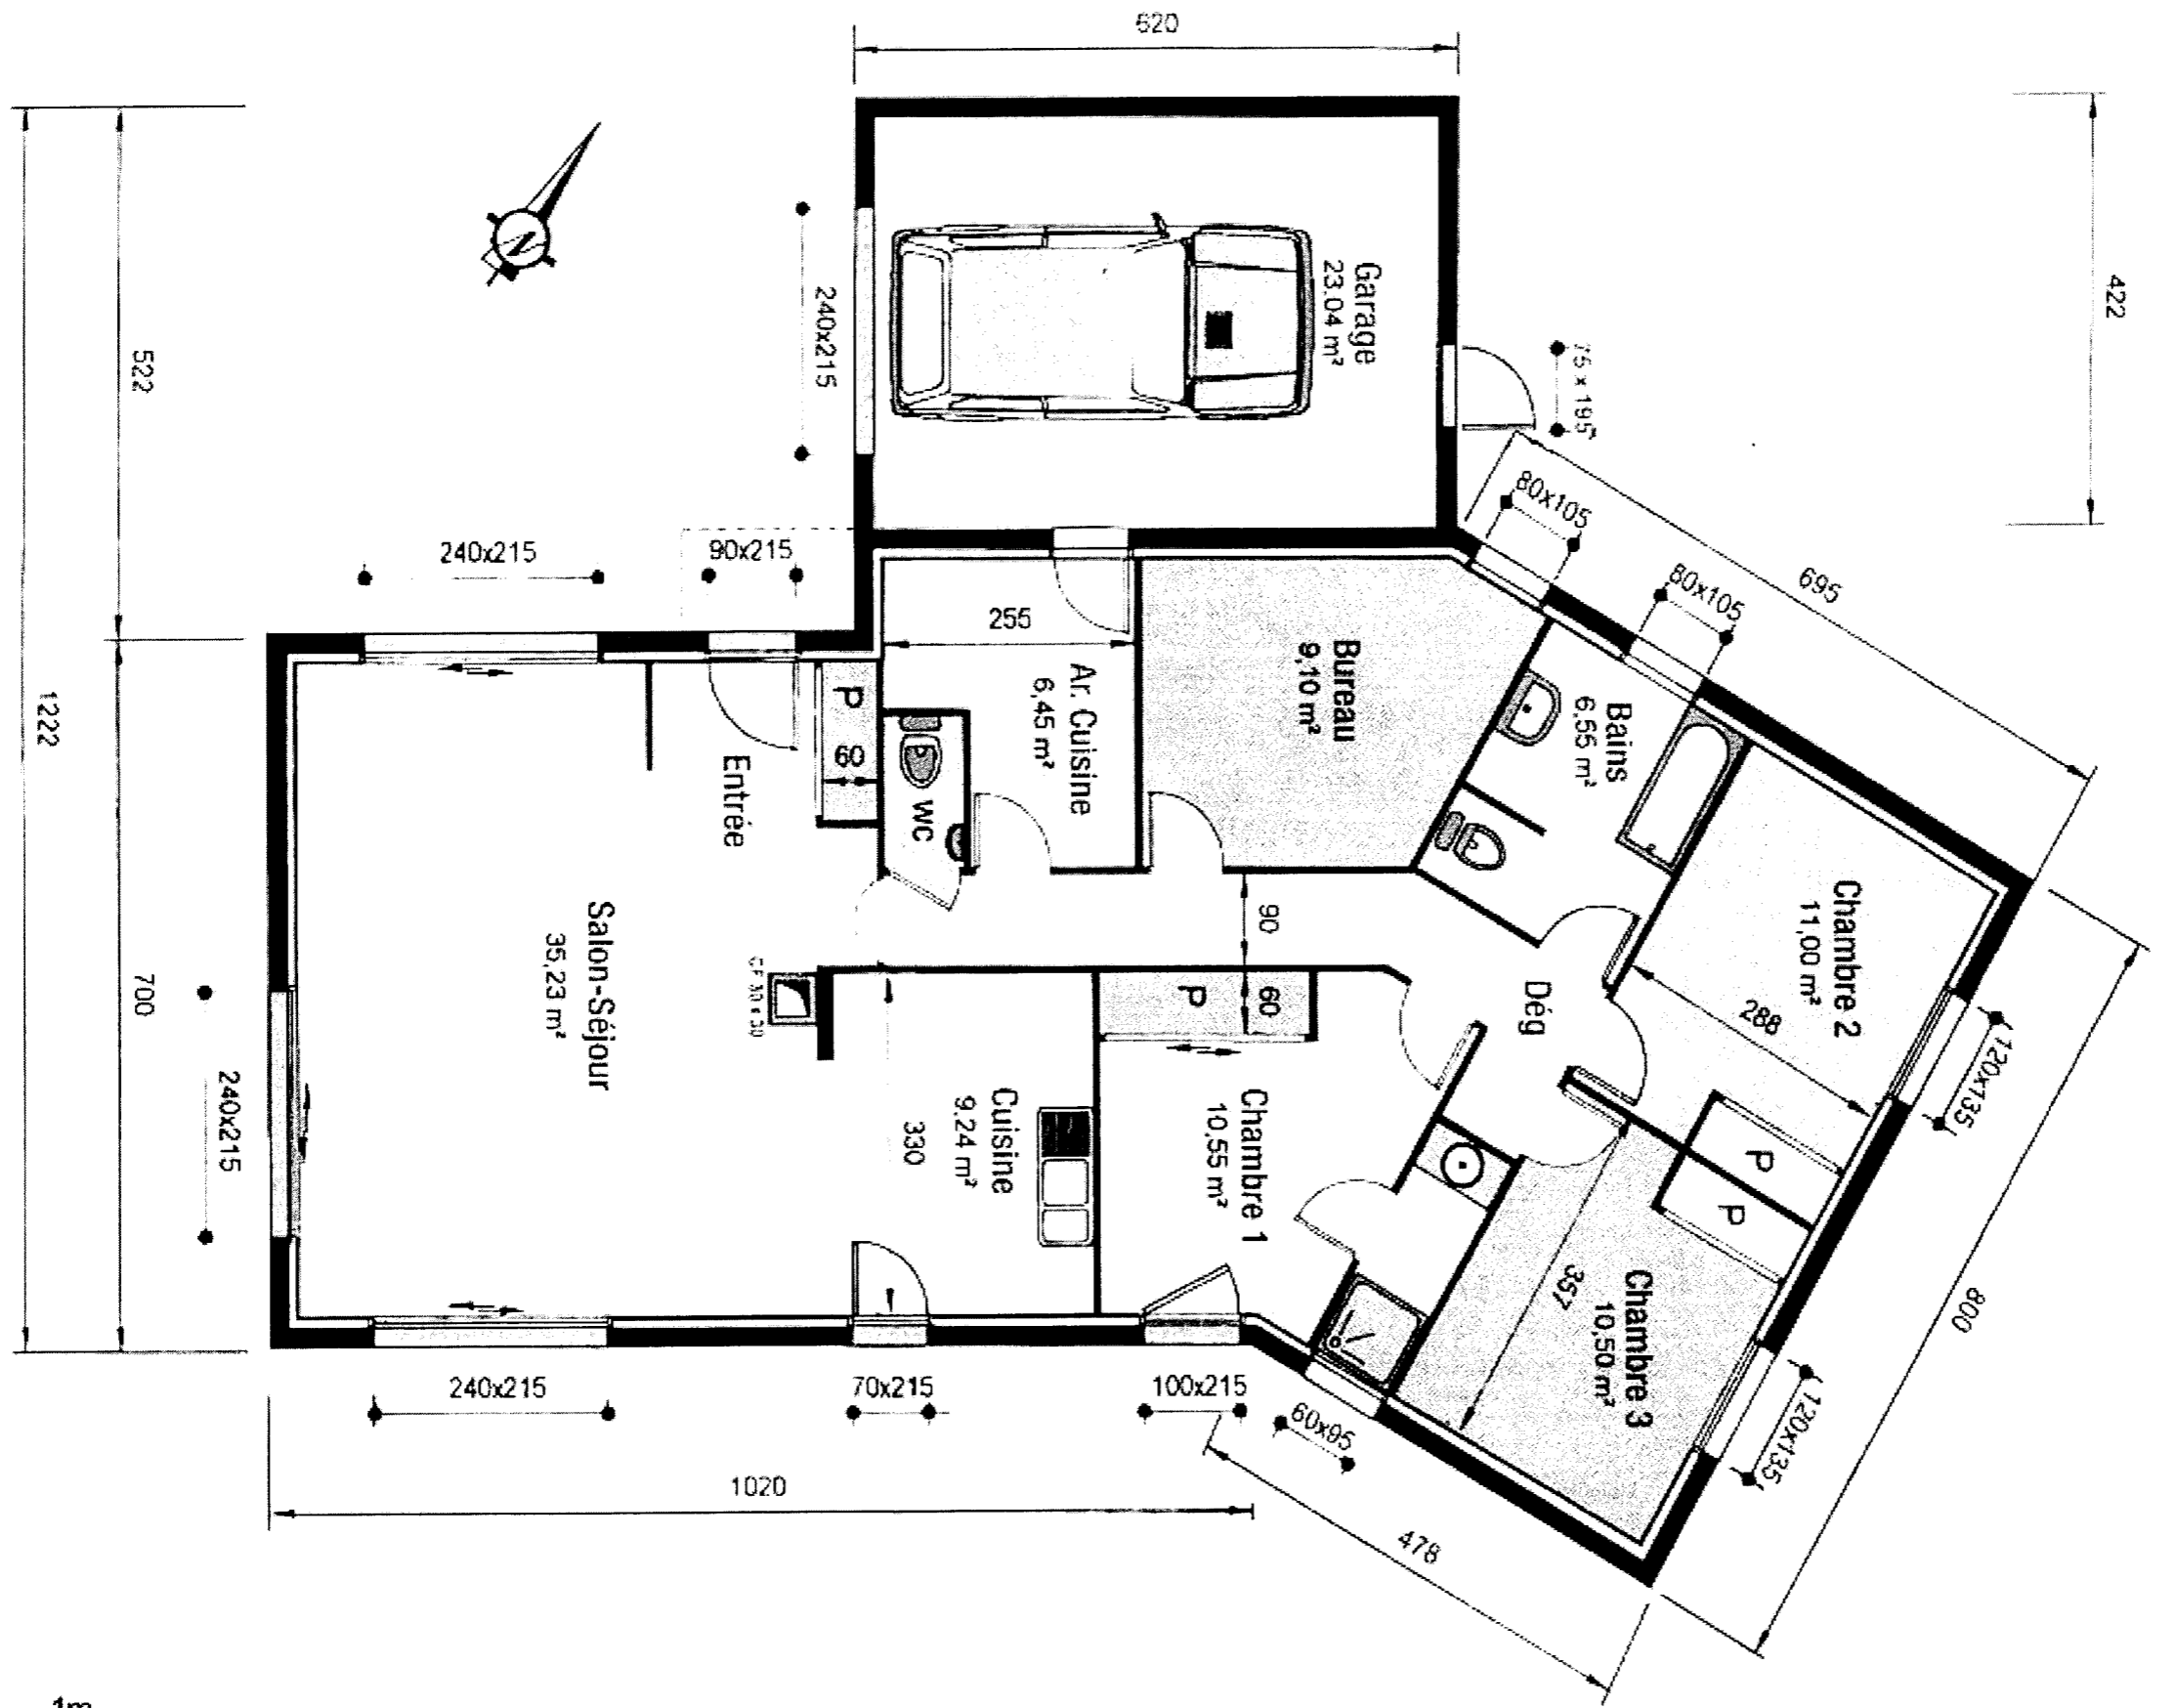 620
422
Garage
23.04 m²
240x215
75 x 195
522
1222
N
240x215
90x215
80x105
80x105
695
255
Ar. Cuisine
6,45 m²
Bureau
9,10 m²
Bains
6,55 m²
P
60
Entrée
WC
Chambre 2
11,00 m²
90
Salon-Séjour
35,23 m²
700
60
P
Dég
288
120x135
240x215
Cuisine
9.24 m²
330
Chambre 1
10,55 m²
P
P
357
Chambre 3
10,50 m²
800
120x135
240x215
70x215
100x215
60x95
1020
478
1m